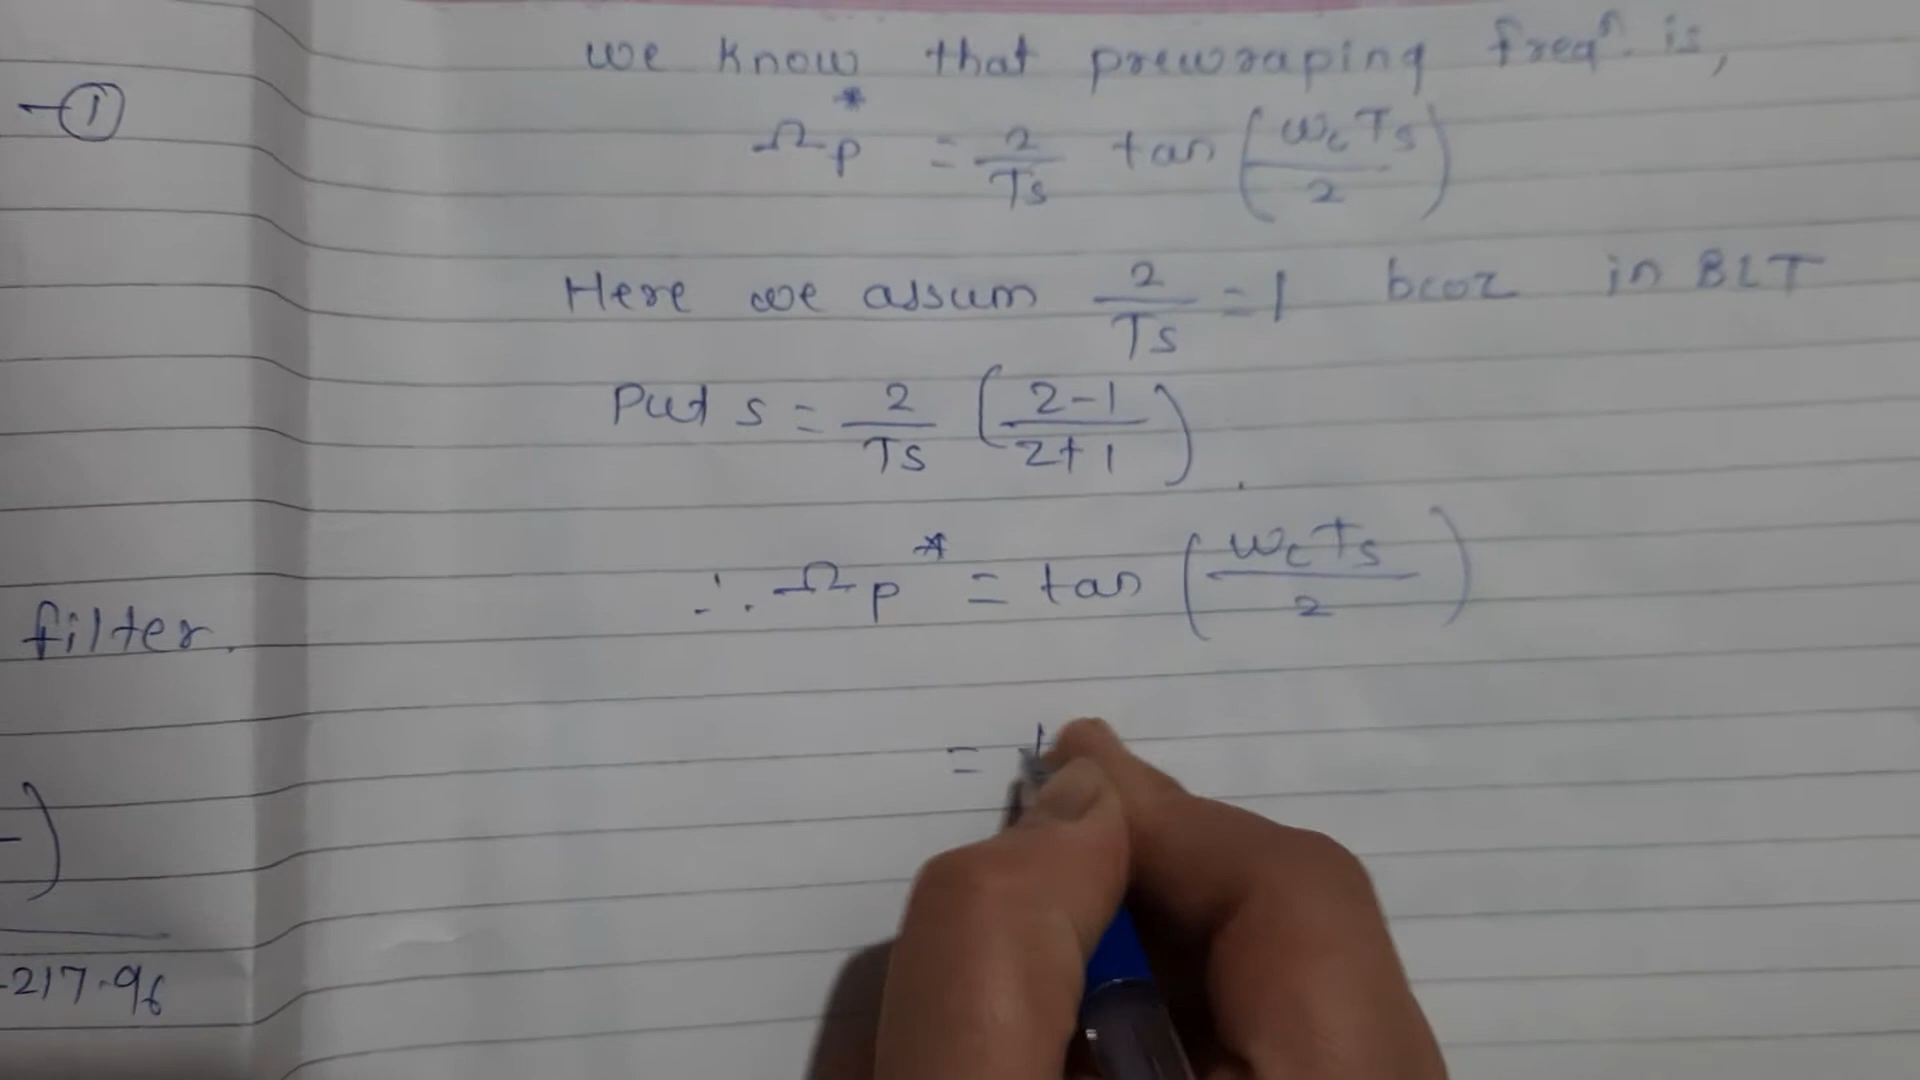 we know that prewraping freqn. is,
Ωp* = 2/Ts tan (ωcTs/2)
Here we assum 2/Ts = 1 bcoz in BLT
Put s = 2/Ts (z-1/z+1).
∴ Ωp* = tan (ωcTs/2)
= t
-①
filter.
-)
-217.96